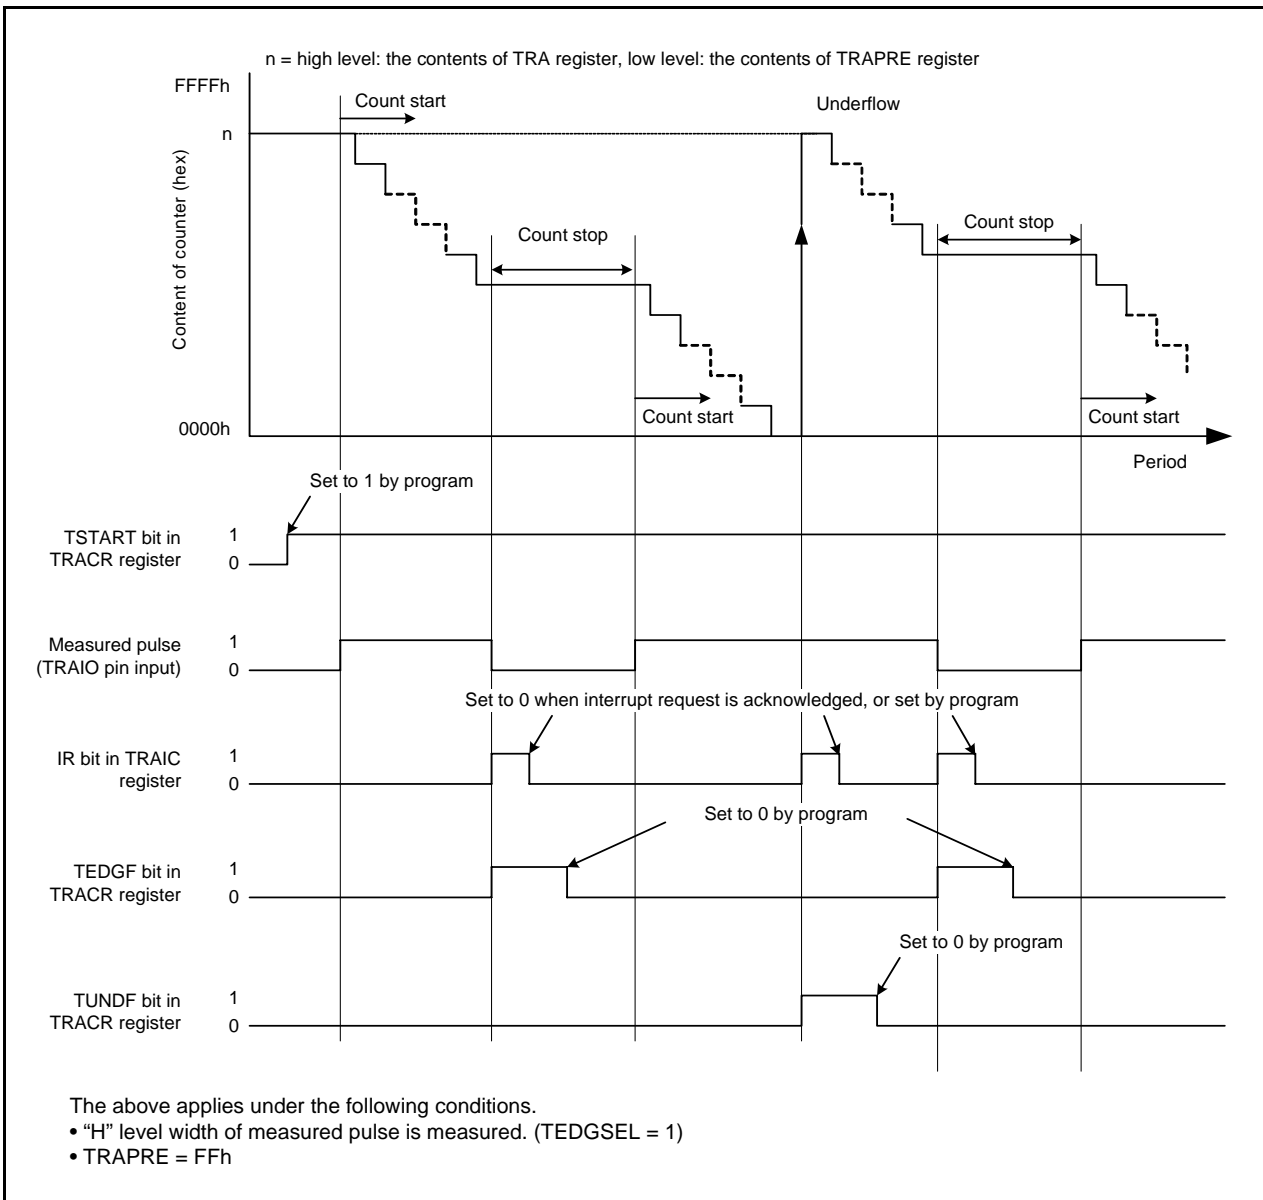 n = high level: the contents of TRA register, low level: the contents of TRAPRE register
FFFFh
Count start
Underflow
n
Content of counter (hex)
Count stop
Count stop
Count start
Count start
0000h
Period
Set to 1 by program
TSTART bit in
TRACR register
1
0
Measured pulse
(TRAIO pin input)
1
0
Set to 0 when interrupt request is acknowledged, or set by program
IR bit in TRAIC
register
1
0
Set to 0 by program
TEDGF bit in
TRACR register
1
0
Set to 0 by program
TUNDF bit in
TRACR register
1
0
The above applies under the following conditions.
• “H” level width of measured pulse is measured. (TEDGSEL = 1)
• TRAPRE = FFh